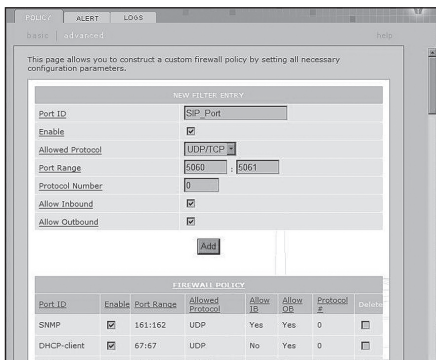 POLICY ALERT LOGS
basic advanced help
This page allows you to construct a custom firewall policy by setting all necessary
configuration parameters.
NEW FILTER ENTRY
Port ID SIP_Port
Enable
Allowed Protocol UDP/TCP
Port Range 5060 : 5061
Protocol Number 0
Allow Inbound
Allow Outbound
Add
FIREWALL POLICY
Port ID Enable Port Range Allowed Protocol Allow IB Allow OB Protocol # Delete
SNMP 161:162 UDP Yes Yes 0
DHCP-client 67:67 UDP No Yes 0